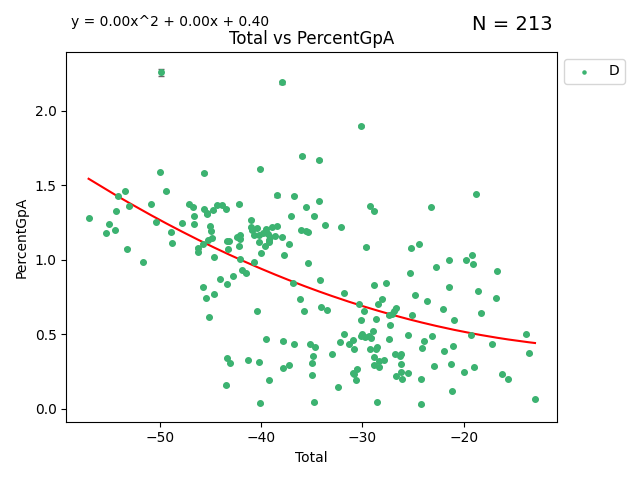 y = 0.00x^2 + 0.00x + 0.40
N = 213
Total vs PercentGpA
D
2.0
1.5
1.0
0.5
0.0
PercentGpA
−50
−40
−30
−20
Total